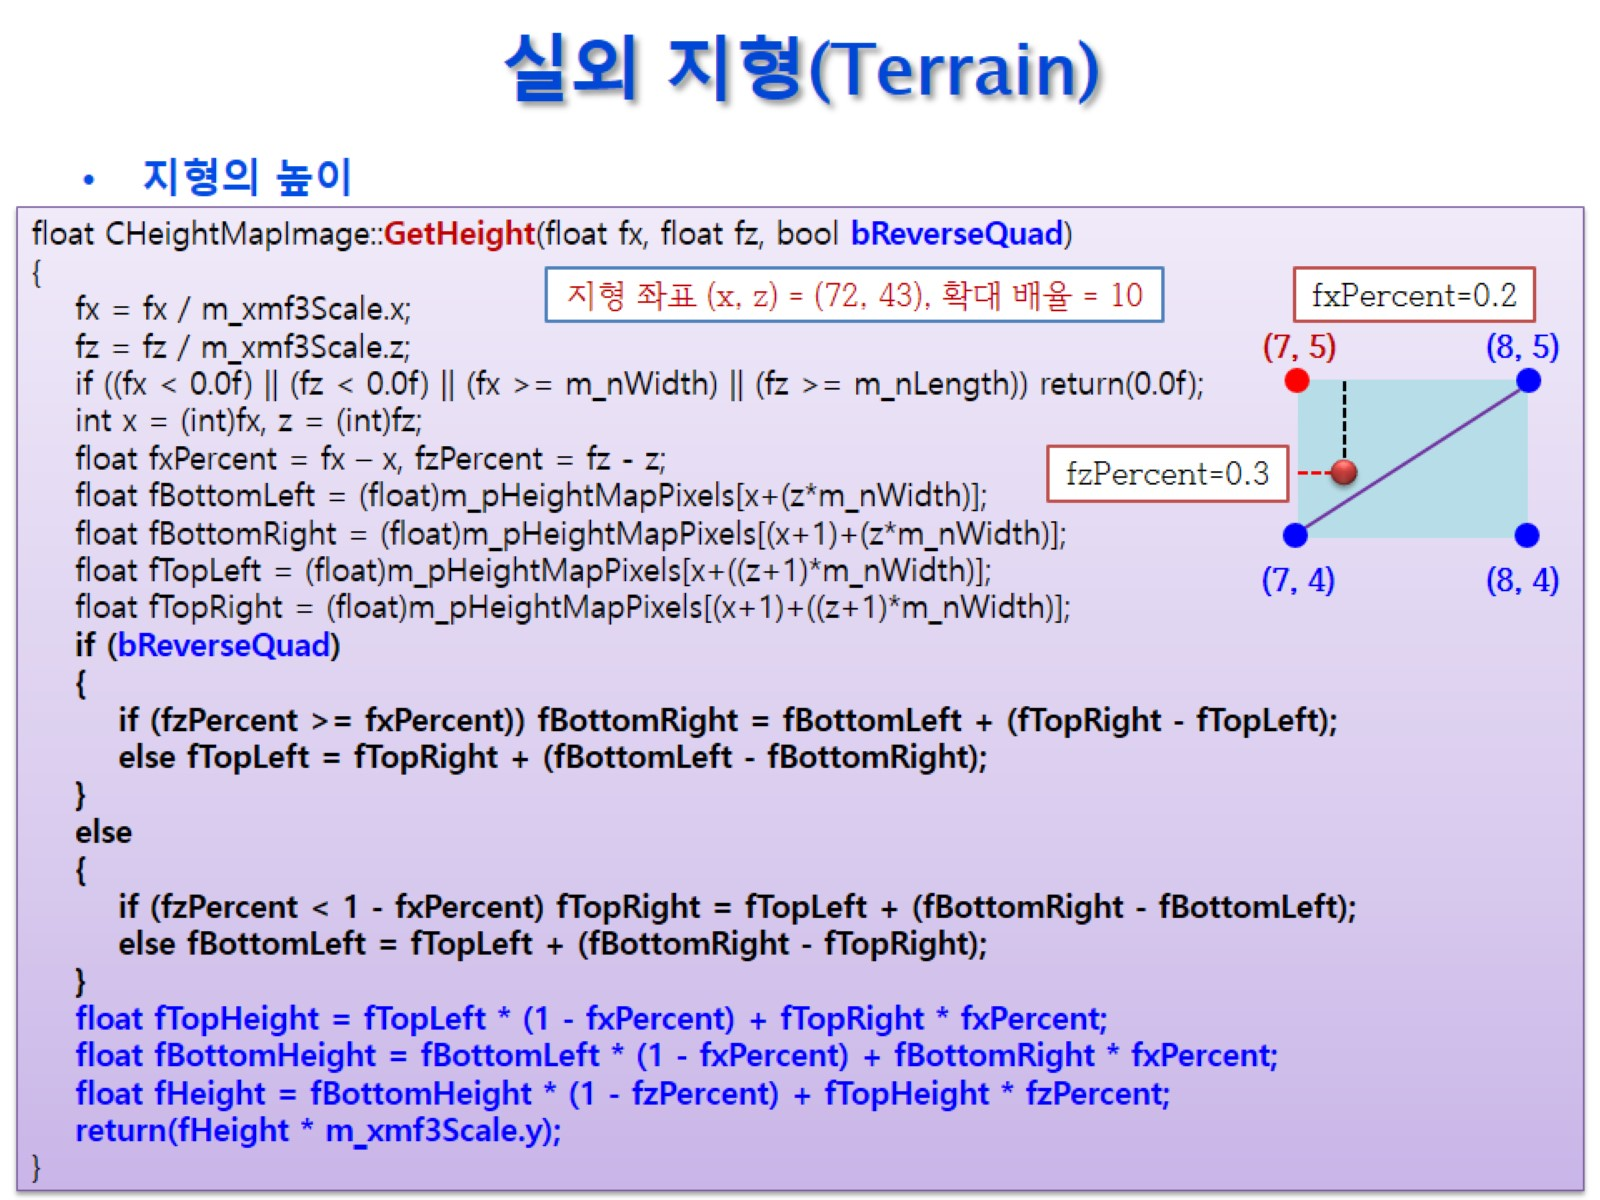 실외 지형(Terrain)
• 지형의 높이
float CHeightMapImage::GetHeight(float fx, float fz, bool bReverseQuad)
{
지형 좌표 (x, z) = (72, 43), 확대 배율 = 10
fxPercent=0.2
fx = fx / m_xmf3Scale.x;
fz = fz / m_xmf3Scale.z;
(7, 5) (8, 5)
if ((fx < 0.0f) || (fz < 0.0f) || (fx >= m_nWidth) || (fz >= m_nLength)) return(0.0f);
int x = (int)fx, z = (int)fz;
float fxPercent = fx – x, fzPercent = fz - z;
fzPercent=0.3
float fBottomLeft = (float)m_pHeightMapPixels[x+(z*m_nWidth)];
float fBottomRight = (float)m_pHeightMapPixels[(x+1)+(z*m_nWidth)];
float fTopLeft = (float)m_pHeightMapPixels[x+((z+1)*m_nWidth)];
(7, 4) (8, 4)
float fTopRight = (float)m_pHeightMapPixels[(x+1)+((z+1)*m_nWidth)];
if (bReverseQuad)
{
if (fzPercent >= fxPercent)) fBottomRight = fBottomLeft + (fTopRight - fTopLeft);
else fTopLeft = fTopRight + (fBottomLeft - fBottomRight);
}
else
{
if (fzPercent < 1 - fxPercent) fTopRight = fTopLeft + (fBottomRight - fBottomLeft);
else fBottomLeft = fTopLeft + (fBottomRight - fTopRight);
}
float fTopHeight = fTopLeft * (1 - fxPercent) + fTopRight * fxPercent;
float fBottomHeight = fBottomLeft * (1 - fxPercent) + fBottomRight * fxPercent;
float fHeight = fBottomHeight * (1 - fzPercent) + fTopHeight * fzPercent;
return(fHeight * m_xmf3Scale.y);
}